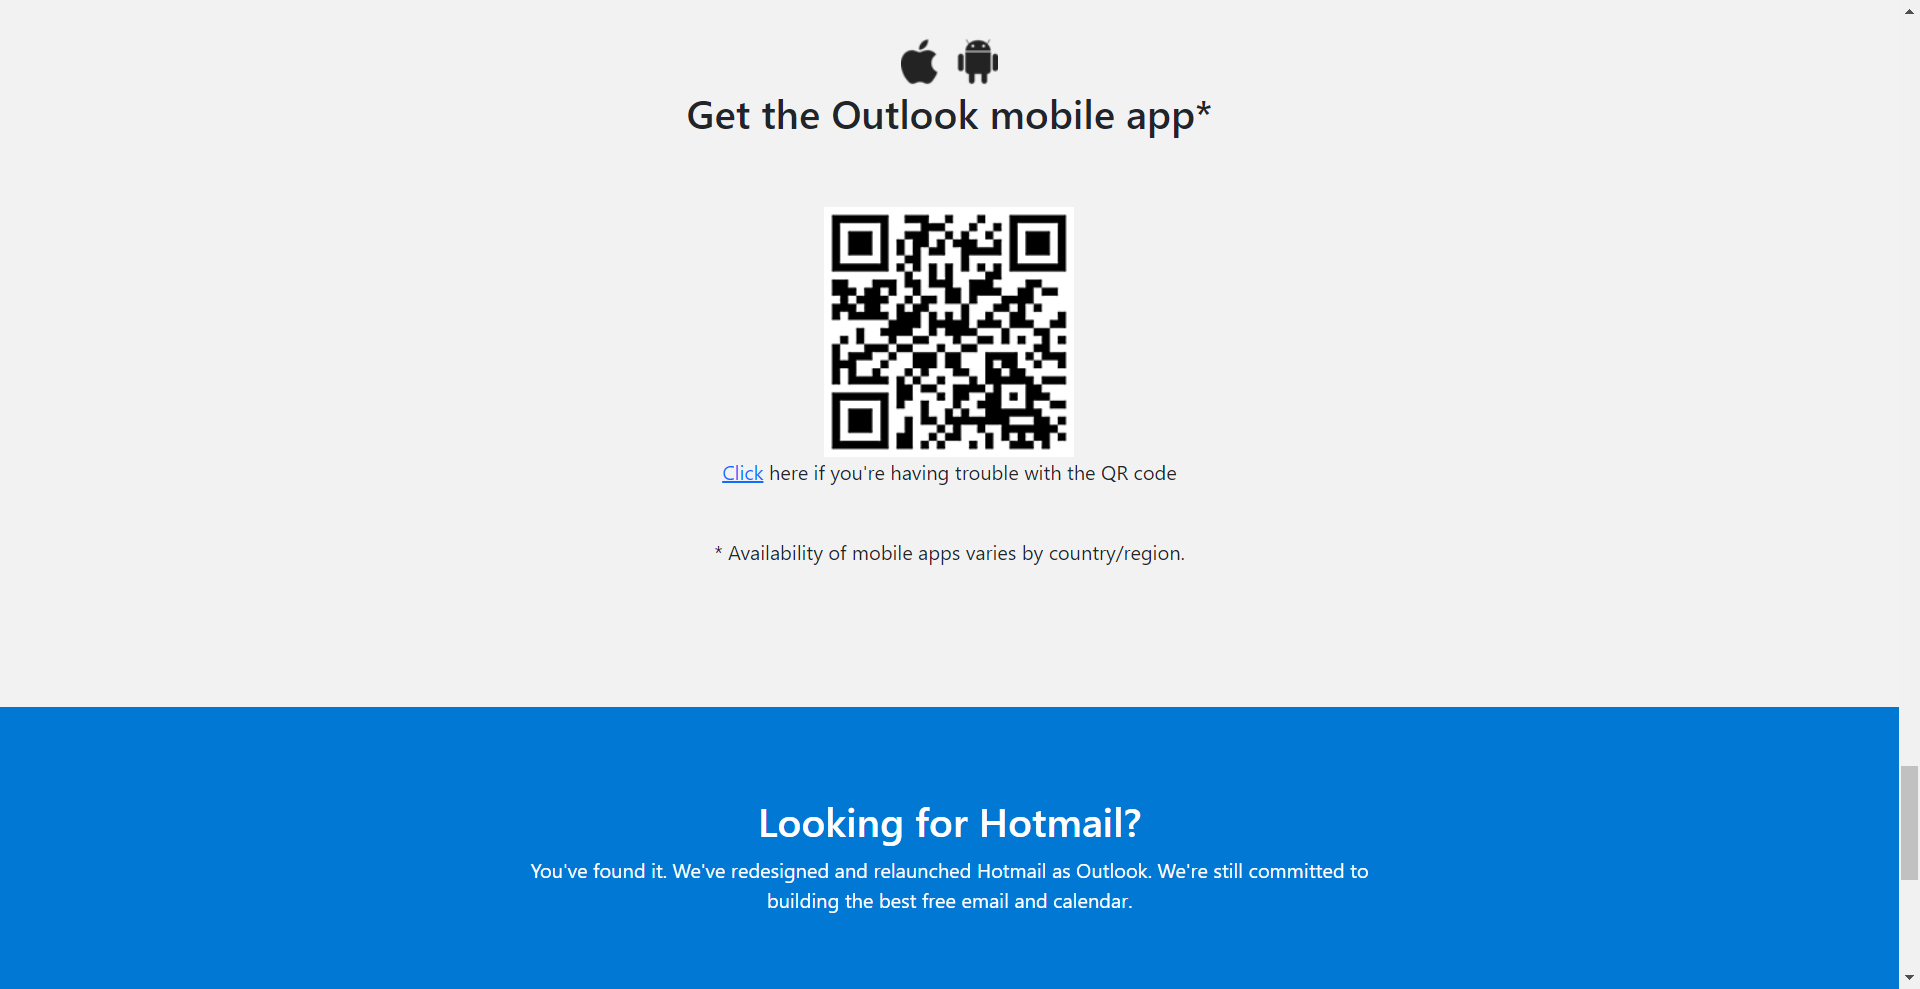 Get the Outlook mobile app*
Click here if you're having trouble with the QR code
* Availability of mobile apps varies by country/region.
Looking for Hotmail?
You've found it. We've redesigned and relaunched Hotmail as Outlook. We're still committed to
building the best free email and calendar.